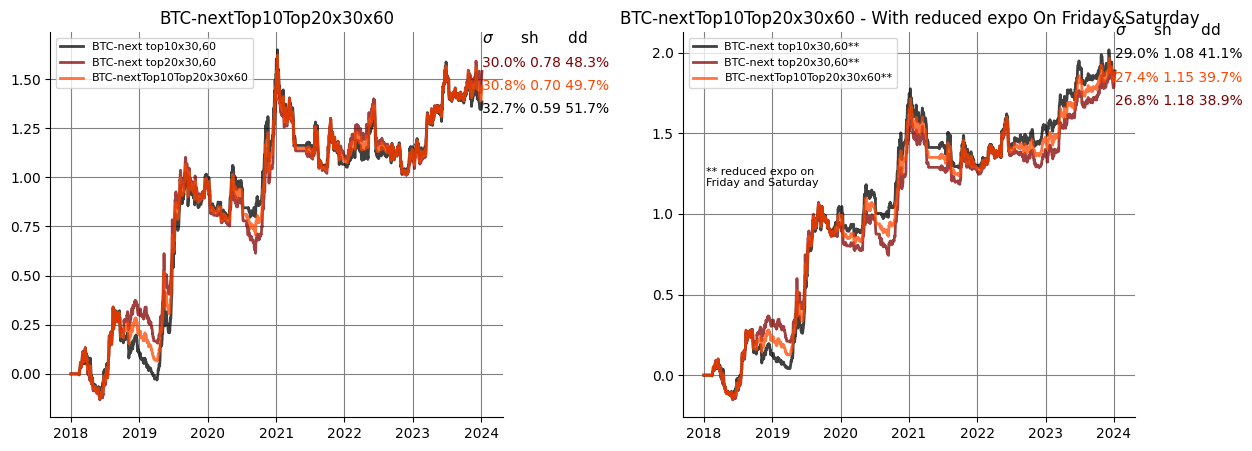 BTC-nextTop10Top20x30x60
σ sh dd
BTC-next top10x30,60
BTC-next top20x30,60
BTC-nextTop10Top20x30x60
30.0% 0.78 48.3%
30.8% 0.70 49.7%
32.7% 0.59 51.7%
1.50
1.25
1.00
0.75
0.50
0.25
0.00
2018 2019 2020 2021 2022 2023 2024
BTC-nextTop10Top20x30x60 - With reduced expo On Friday&Saturday
σ sh dd
BTC-next top10x30,60**
BTC-next top20x30,60**
BTC-nextTop10Top20x30x60**
29.0% 1.08 41.1%
27.4% 1.15 39.7%
26.8% 1.18 38.9%
** reduced expo on
Friday and Saturday
2.0
1.5
1.0
0.5
0.0
2018 2019 2020 2021 2022 2023 2024